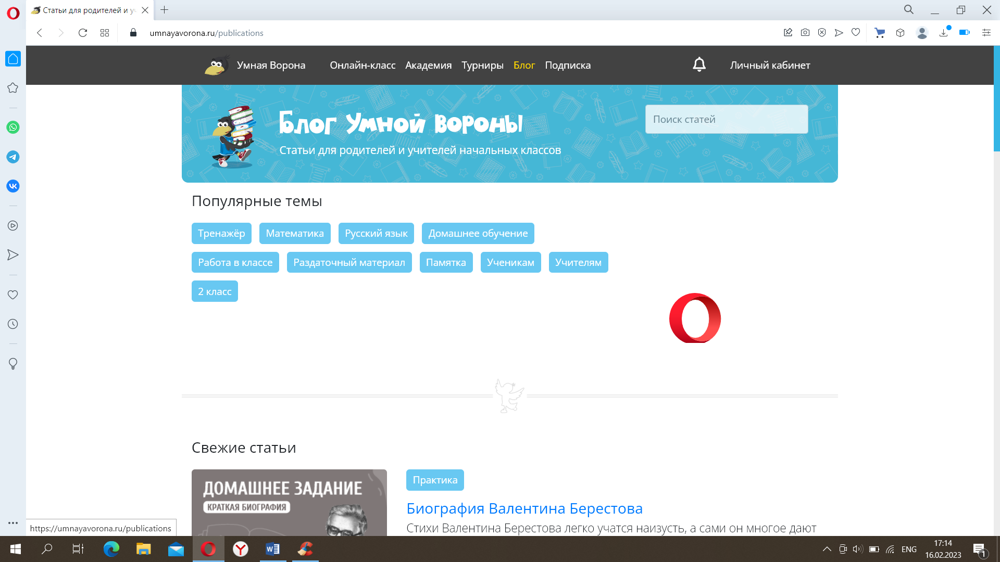 Статьи для родителей и уч
umnayavorona.ru/publications
Умная Ворона
Онлайн-класс Академия Турниры Блог Подписка
Личный кабинет
Блог Умной вороны
Статьи для родителей и учителей начальных классов
Поиск статей
Популярные темы
Тренажёр Математика Русский язык Домашнее обучение
Работа в классе Раздаточный материал Памятка Ученикам Учителям
2 класс
Свежие статьи
ДОМАШНЕЕ ЗАДАНИЕ
КРАТКАЯ БИОГРАФИЯ
Практика
Биография Валентина Берестова
Стихи Валентина Берестова легко учатся наизусть, а сами он многое дают
https://umnayavorona.ru/publications
ENG
17:14
16.02.2023
1